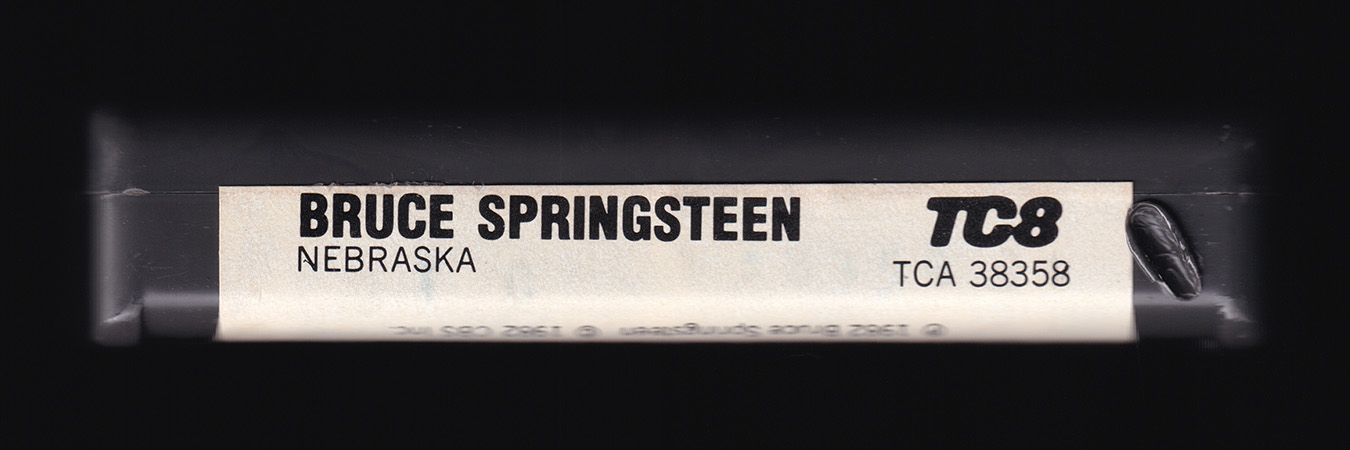 BRUCE SPRINGSTEEN
NEBRASKA
TC8
TCA 38358
℗ 1982 Bruce Springsteen © 1982 CBS Inc.